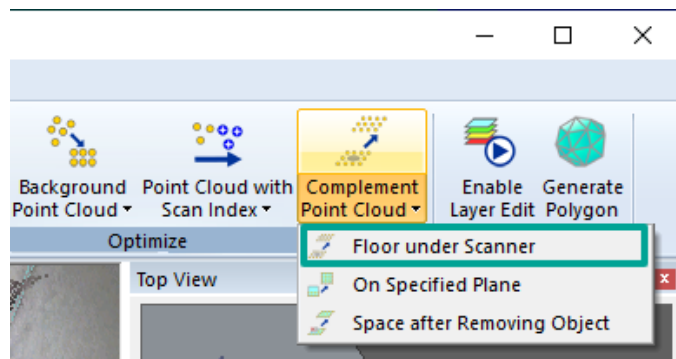 Background
Point Cloud
Point Cloud with
Scan Index
Complement
Point Cloud
Enable
Layer Edit
Generate
Polygon
Optimize
Floor under Scanner
Top View
On Specified Plane
Space after Removing Object